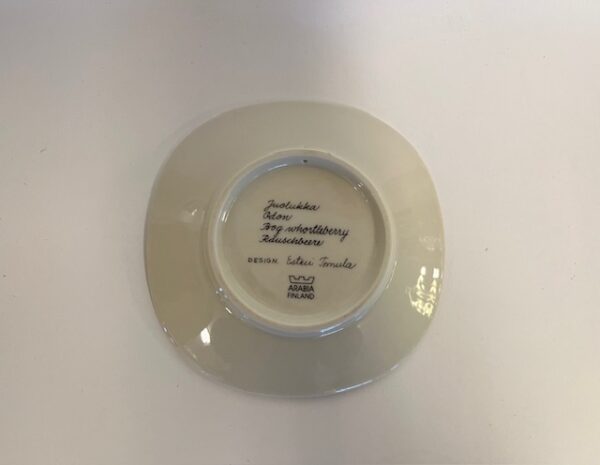 Juolukka
Odon
Bog whortleberry
Rauschbeere
DESIGN Esteri Tomula
ARABIA
FINLAND